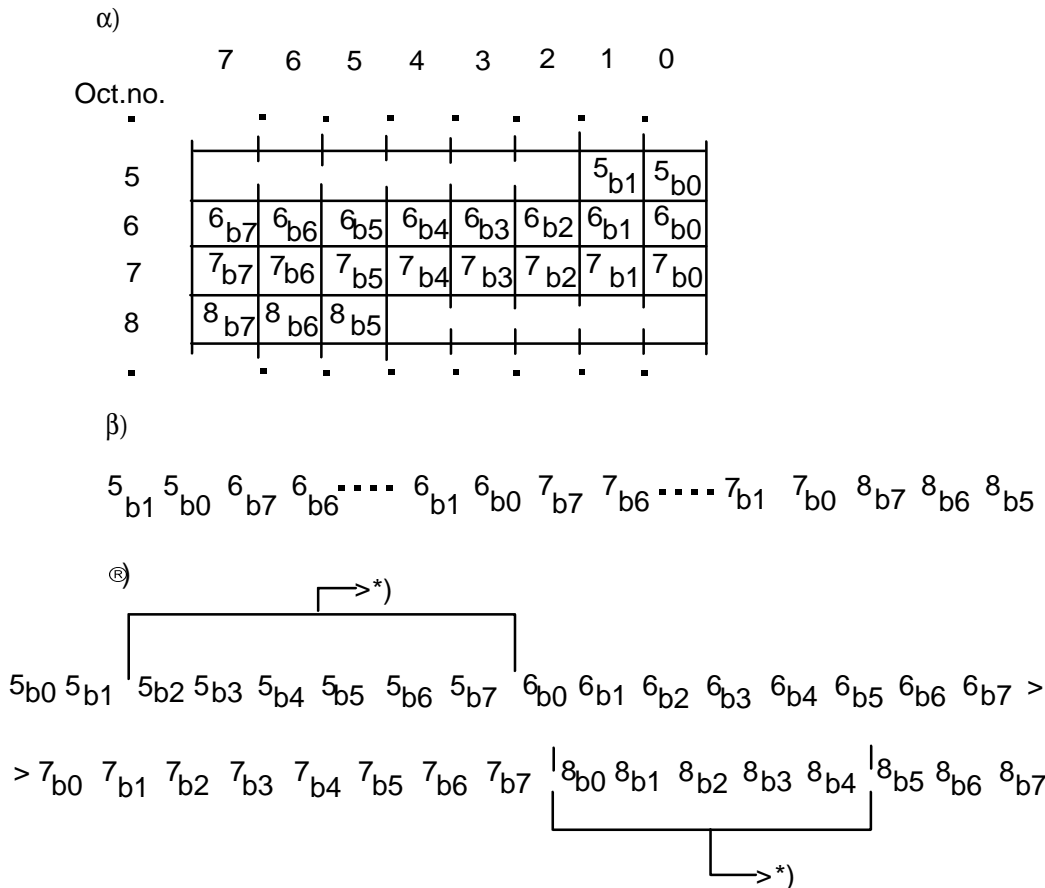 α)
7 6 5 4 3 2 1 0
Oct.no.
5 5b1 5b0
6 6b7 6b6 6b5 6b4 6b3 6b2 6b1 6b0
7 7b7 7b6 7b5 7b4 7b3 7b2 7b1 7b0
8 8b7 8b6 8b5
β)
5b1 5b0 6b7 6b6 .... 6b1 6b0 7b7 7b6 .... 7b1 7b0 8b7 8b6 8b5
®)
>*)
5b0 5b1 5b2 5b3 5b4 5b5 5b6 5b7 6b0 6b1 6b2 6b3 6b4 6b5 6b6 6b7 >
> 7b0 7b1 7b2 7b3 7b4 7b5 7b6 7b7 8b0 8b1 8b2 8b3 8b4 8b5 8b6 8b7
>*)